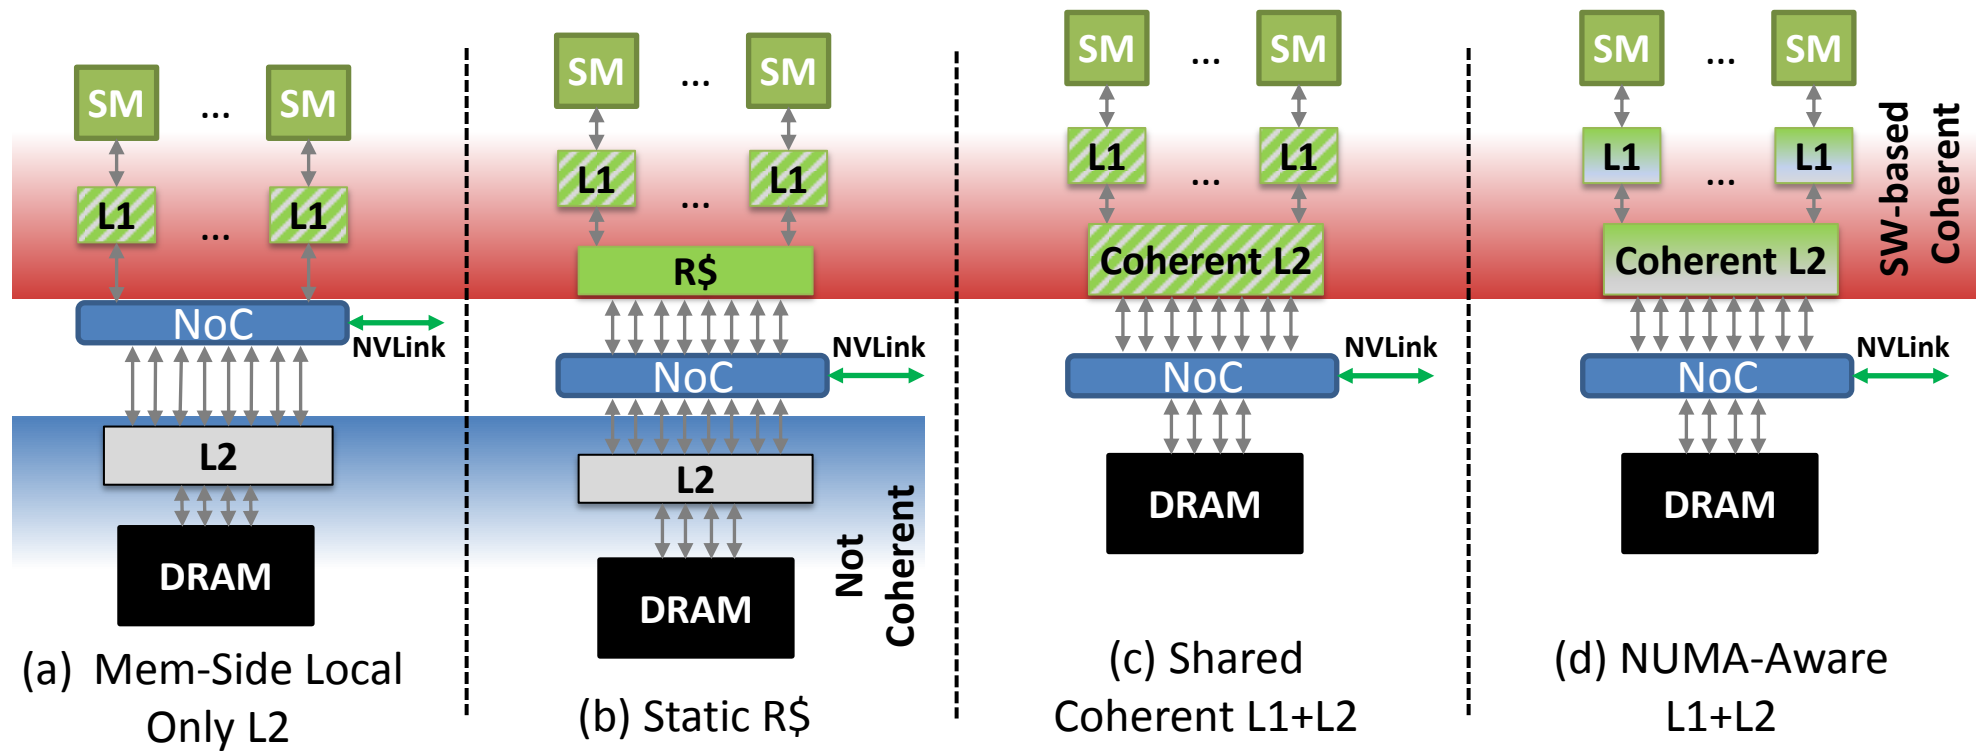 SM ... SM
L1 ... L1
NoC
NVLink
L2
DRAM
(a) Mem-Side Local
Only L2
SM ... SM
L1 ... L1
R$
NoC
NVLink
L2
DRAM
Not
Coherent
(b) Static R$
SM ... SM
L1 ... L1
Coherent L2
NoC
NVLink
DRAM
(c) Shared
Coherent L1+L2
SM ... SM
L1 ... L1
Coherent L2
SW-based
Coherent
NoC
NVLink
DRAM
(d) NUMA-Aware
L1+L2